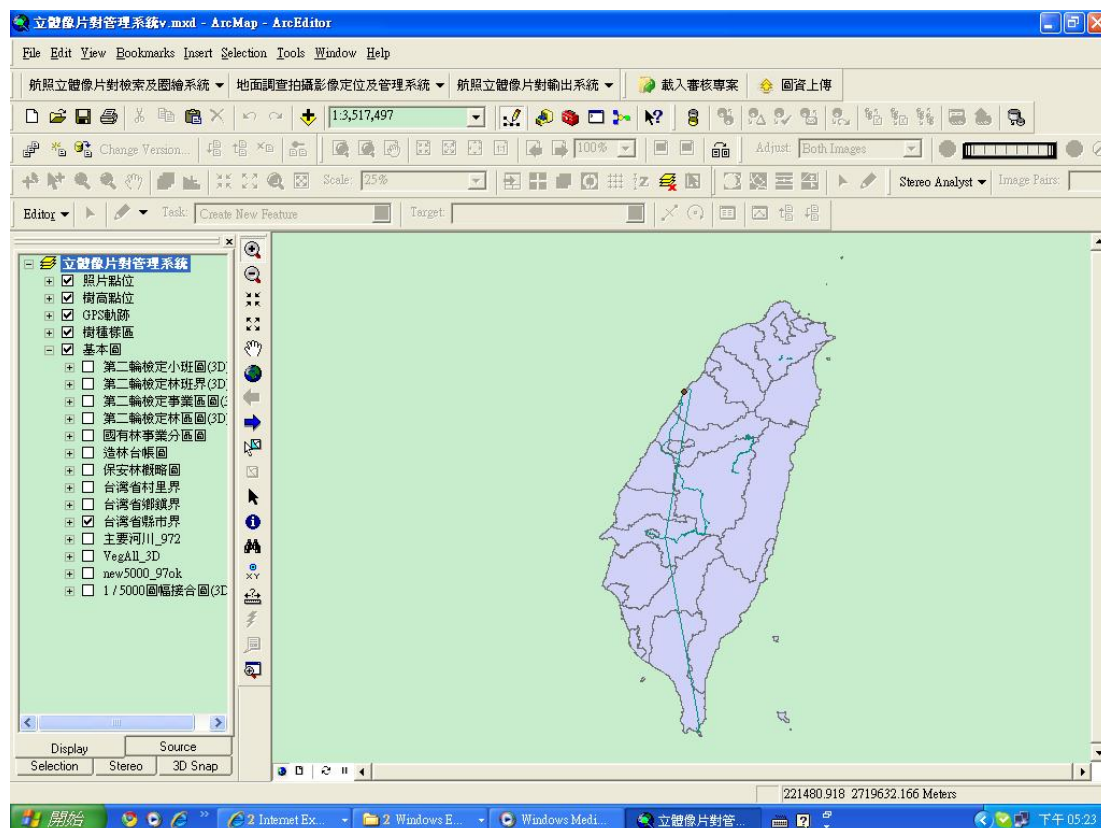 立體像片對管理系統v.mxd - ArcMap - ArcEditor
File Edit View Bookmarks Insert Selection Tools Window Help
航照立體像片對檢索及圈繪系統 地面調查拍攝影像定位及管理系統 航照立體像片對輸出系統 載入審核專案 圖資上傳
1:3,517,497
Change Version... 100% Adjust: Both Images
Scale: 25% Stereo Analyst Image Pairs:
Editor Task: Create New Feature Target:
立體像片對管理系統
照片點位
樹高點位
GPS軌跡
樹種樣區
基本圖
第二輪檢定小班圖(3D
第二輪檢定林班界(3D
第二輪檢定事業區圖(3
第二輪檢定林區圖(3D
國有林事業分區圖
造林台帳圖
保安林概略圖
台灣省村里界
台灣省鄉鎮界
台灣省縣市界
主要河川_972
VegAll_3D
new5000_97ok
1/5000圖幅接合圖(3D
Display Source
Selection Stereo 3D Snap
221480.918 2719632.166 Meters
開始 2 Internet Ex... 2 Windows E... Windows Medi... 立體像片對管... 下午 05:23